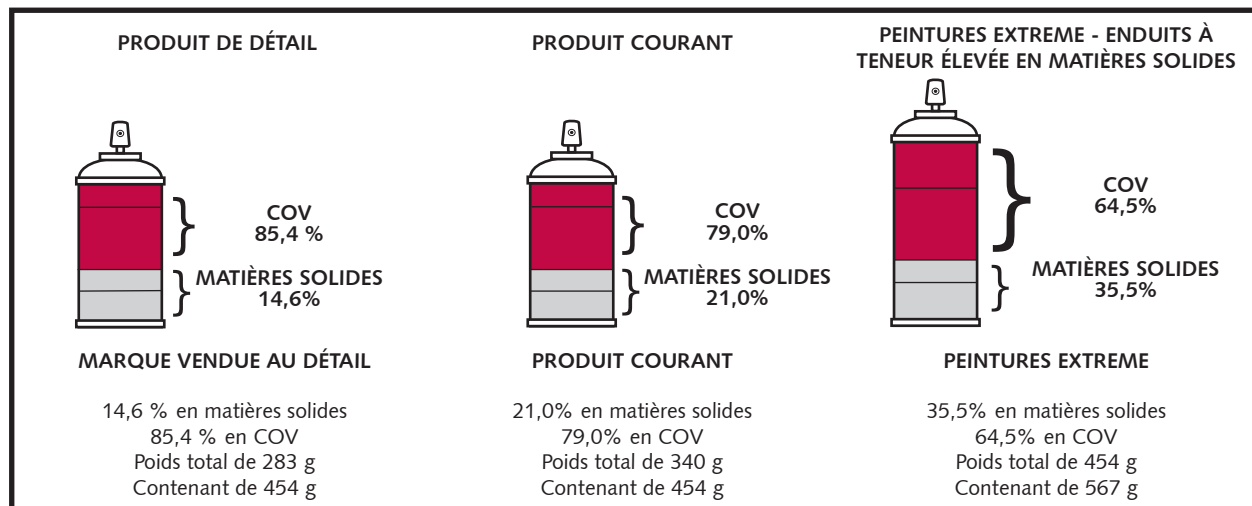 PRODUIT DE DÉTAIL
COV
85,4 %
MATIÈRES SOLIDES
14,6%
MARQUE VENDUE AU DÉTAIL
14,6 % en matières solides
85,4 % en COV
Poids total de 283 g
Contenant de 454 g
PRODUIT COURANT
COV
79,0%
MATIÈRES SOLIDES
21,0%
PRODUIT COURANT
21,0% en matières solides
79,0% en COV
Poids total de 340 g
Contenant de 454 g
PEINTURES EXTREME - ENDUITS À
TENEUR ÉLEVÉE EN MATIÈRES SOLIDES
COV
64,5%
MATIÈRES SOLIDES
35,5%
PEINTURES EXTREME
35,5% en matières solides
64,5% en COV
Poids total de 454 g
Contenant de 567 g